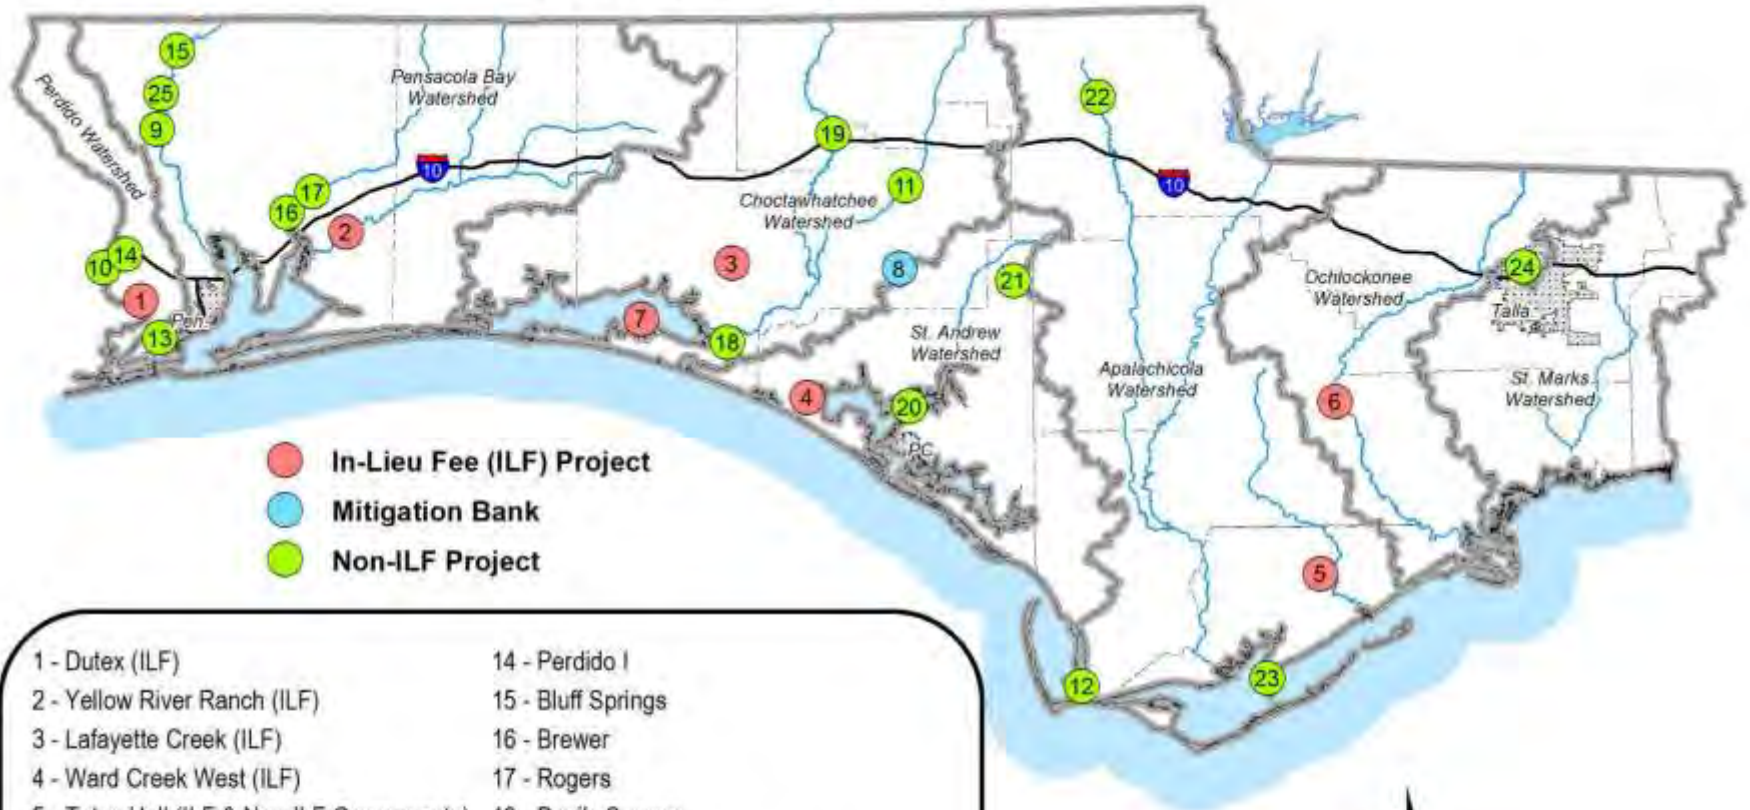 15
25
9
Perdido Watershed
Pensacola Bay
Watershed
10
17
16
2
14
10
1
Pen.
13
19
11
Choctawhatchee
Watershed
3
8
7
18
21
St. Andrew
Watershed
4
20
PC
22
10
Apalachicola
Watershed
Ochlockonee
Watershed
24
Talla.
6
St. Marks
Watershed
5
12
23
In-Lieu Fee (ILF) Project
Mitigation Bank
Non-ILF Project
1 - Dutex (ILF)
2 - Yellow River Ranch (ILF)
3 - Lafayette Creek (ILF)
4 - Ward Creek West (ILF)
14 - Perdido I
15 - Bluff Springs
16 - Brewer
17 - Rogers